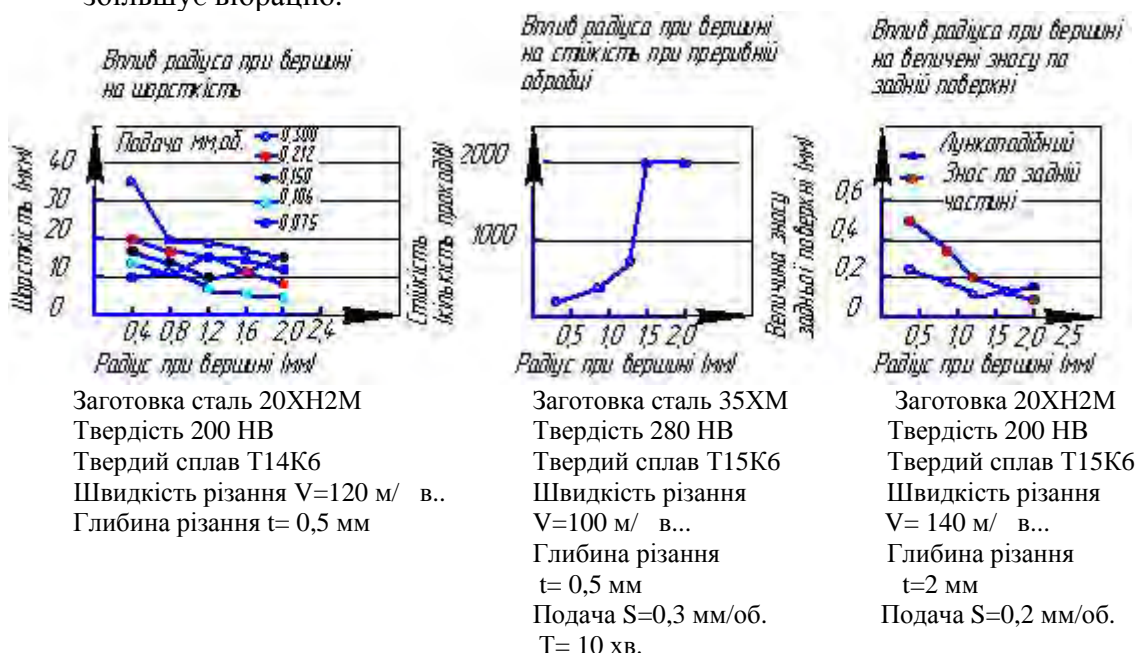 збільшує вібрацію.
Вплив радіуса при вершині
на шорсткість
Шорсткість (мкм)
40
30
20
10
0
Подача мм,об.
0,300
0,212
0,150
0,106
0,075
0,4 0,8 1,2 1,6 2,0 2,4
Радіус при вершині (мм)
Заготовка сталь 20ХН2М
Твердість 200 НВ
Твердий сплав Т14К6
Швидкість різання V=120 м/ в..
Глибина різання t= 0,5 мм
Вплив радіуса при вершині
на стійкість при преривній
обрабці
Стійкість
(кількість проходів)
2000
1000
0,5 1,0 1,5 2,0
Радіус при вершині (мм)
Заготовка сталь 35ХМ
Твердість 280 НВ
Твердий сплав Т15К6
Швидкість різання
V=100 м/ в...
Глибина різання
t= 0,5 мм
Подача S=0,3 мм/об.
Т= 10 хв.
Вплив радіуса при вершині
на величені зносу по
задній поверхні
Величина зносу
задньої поверхні (мм)
0,6
0,4
0,2
0
Лункоподібний
Знос по задній
частині
0,5 1,0 1,5 2,0 2,5
Радіус при вершині (мм)
Заготовка 20ХН2М
Твердість 200 НВ
Твердий сплав Т15К6
Швидкість різання
V= 140 м/ в...
Глибина різання
t=2 мм
Подача S=0,2 мм/об.